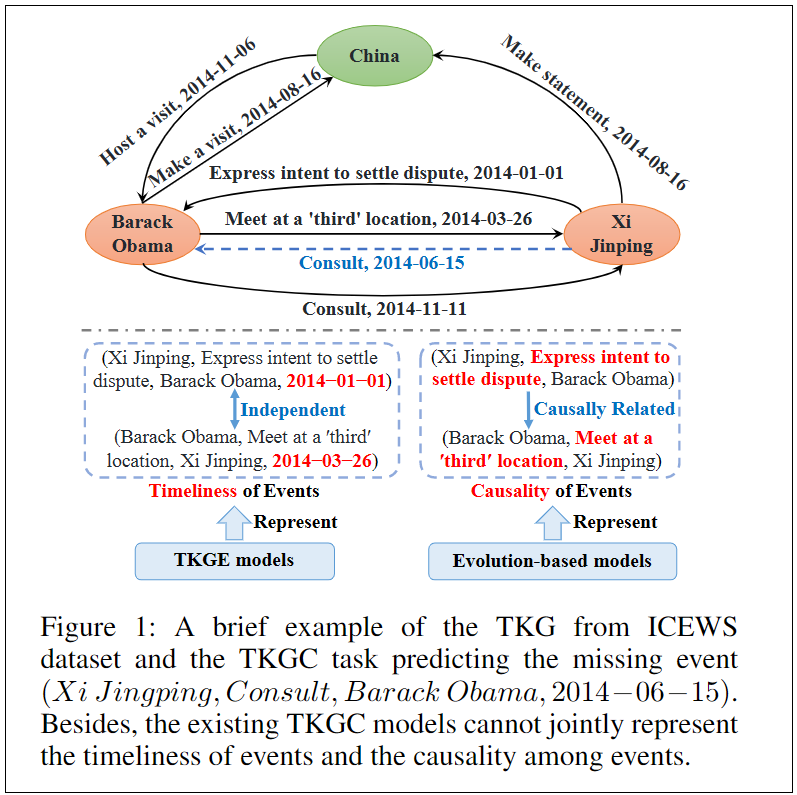 China
Host a visit, 2014-11-06
Make a visit, 2014-08-16
Make statement, 2014-08-16
Express intent to settle dispute, 2014-01-01
Barack
Obama
Meet at a 'third' location, 2014-03-26
Xi
Jinping
Consult, 2014-06-15
Consult, 2014-11-11
(Xi Jinping, Express intent to settle
dispute, Barack Obama, 2014−01−01)
Independent
(Barack Obama, Meet at a 'third'
location, Xi Jinping, 2014−03−26)
Timeliness of Events
Represent
TKGE models
(Xi Jinping, Express intent to
settle dispute, Barack Obama)
Causally Related
(Barack Obama, Meet at a
'third' location, Xi Jinping)
Causality of Events
Represent
Evolution-based models
Figure 1: A brief example of the TKG from ICEWS
dataset and the TKGC task predicting the missing event
(Xi Jingping, Consult, Barack Obama, 2014−06−15).
Besides, the existing TKGC models cannot jointly represent
the timeliness of events and the causality among events.